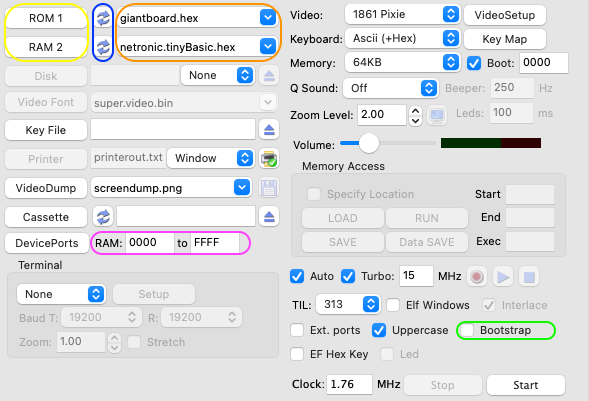 ROM 1 giantboard.hex
RAM 2 netronic.tinyBasic.hex
Disk None
Video Font super.video.bin
Key File
Printer printerout.txt Window
VideoDump screendump.png
Cassette
DevicePorts RAM: 0000 to FFFF
Terminal
None Setup
Baud T: 19200 R: 19200
Zoom: 1.00 Stretch
Video: 1861 Pixie VideoSetup
Keyboard: Ascii (+Hex) Key Map
Memory: 64KB Boot: 0000
Q Sound: Off Beeper: 250 Hz
Zoom Level: 2.00 Leds: 100 ms
Volume:
Memory Access
Specify Location Start
LOAD RUN End
SAVE Data SAVE Exec
Auto Turbo: 15 MHz
TIL: 313 Elf Windows Interlace
Ext. ports Uppercase Bootstrap
EF Hex Key Led
Clock: 1.76 MHz Stop Start